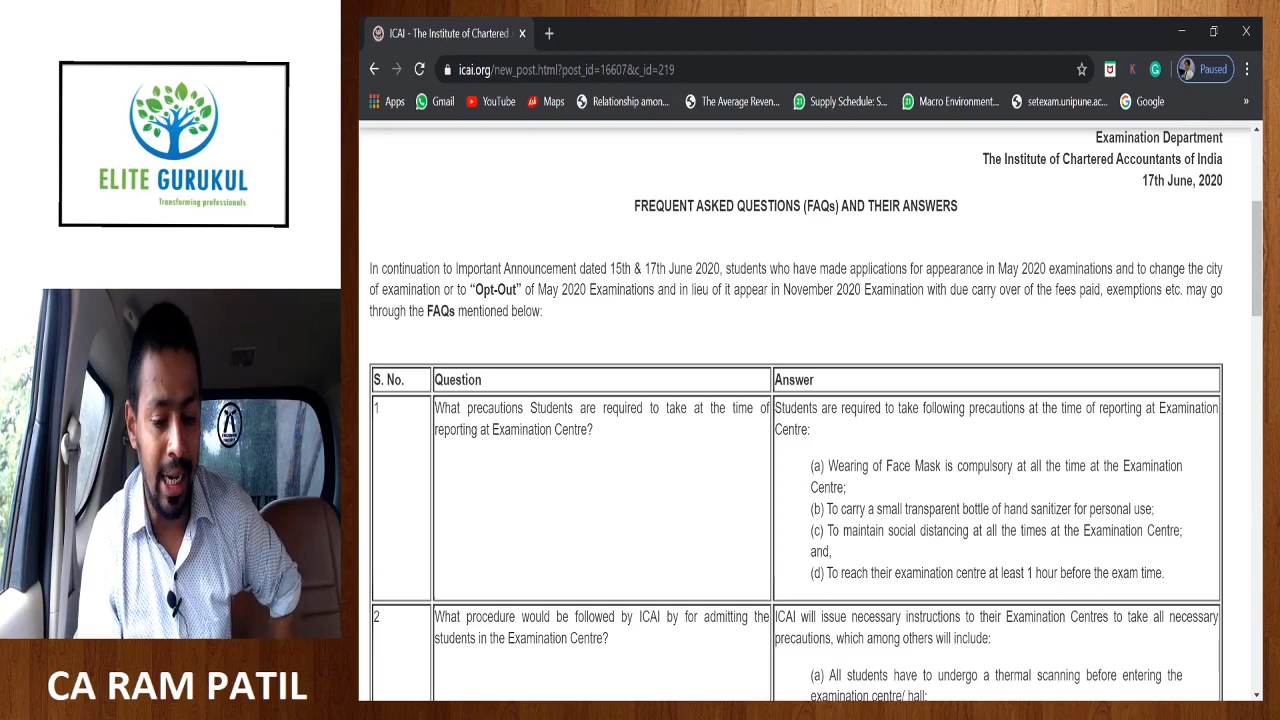 ELITE GURUKUL
Transforming professionals
CA RAM PATIL
ICAI - The Institute of Chartered
icai.org/new_post.html?post_id=16607&c_id=219
Paused
Apps Gmail YouTube Maps Relationship amon... The Average Reven... Supply Schedule: S... Macro Environment... setexam.unipune.ac... Google »
Examination Department
The Institute of Chartered Accountants of India
17th June, 2020
FREQUENT ASKED QUESTIONS (FAQs) AND THEIR ANSWERS
In continuation to Important Announcement dated 15th & 17th June 2020, students who have made applications for appearance in May 2020 examinations and to change the city
of examination or to “Opt-Out” of May 2020 Examinations and in lieu of it appear in November 2020 Examination with due carry over of the fees paid, exemptions etc. may go
through the FAQs mentioned below:
S. No. Question Answer
1
What precautions Students are required to take at the time of
reporting at Examination Centre?
Students are required to take following precautions at the time of reporting at Examination
Centre:
(a) Wearing of Face Mask is compulsory at all the time at the Examination
Centre;
(b) To carry a small transparent bottle of hand sanitizer for personal use;
(c) To maintain social distancing at all the times at the Examination Centre;
and,
(d) To reach their examination centre at least 1 hour before the exam time.
2
What procedure would be followed by ICAI by for admitting the
students in the Examination Centre?
ICAI will issue necessary instructions to their Examination Centres to take all necessary
precautions, which among others will include:
(a) All students have to undergo a thermal scanning before entering the
examination centre/ hall;